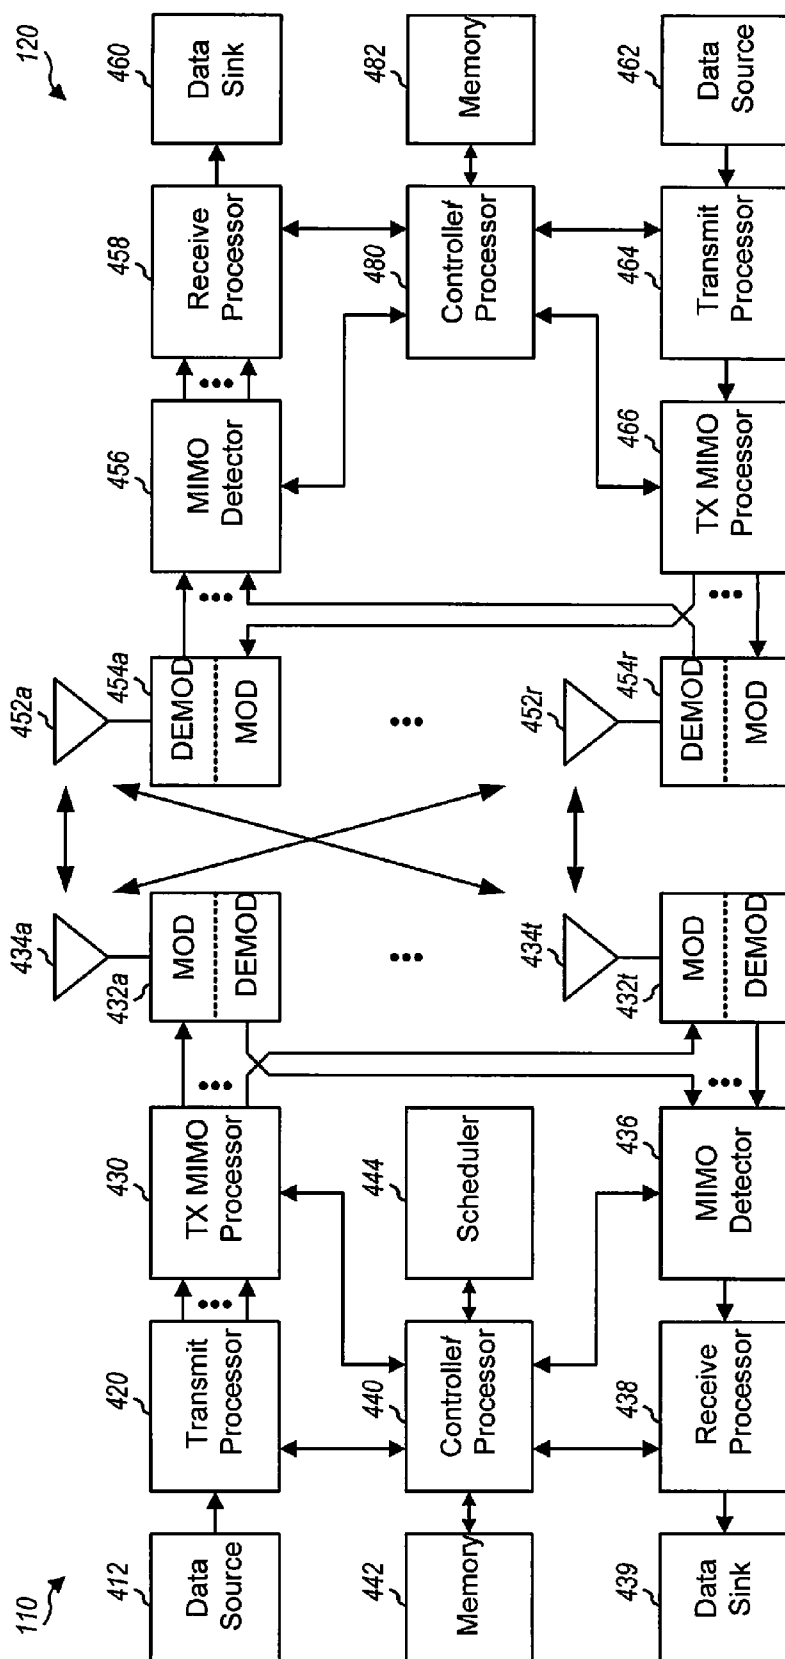 110
120
412
Data
Source
420
Transmit
Processor
430
TX MIMO
Processor
432a
MOD
DEMOD
434a
452a
454a
DEMOD
MOD
456
MIMO
Detector
458
Receive
Processor
460
Data
Sink
442
Memory
440
Controller/
Processor
444
Scheduler
480
Controller/
Processor
482
Memory
439
Data
Sink
438
Receive
Processor
436
MIMO
Detector
432t
MOD
DEMOD
434t
452r
454r
DEMOD
MOD
466
TX MIMO
Processor
464
Transmit
Processor
462
Data
Source